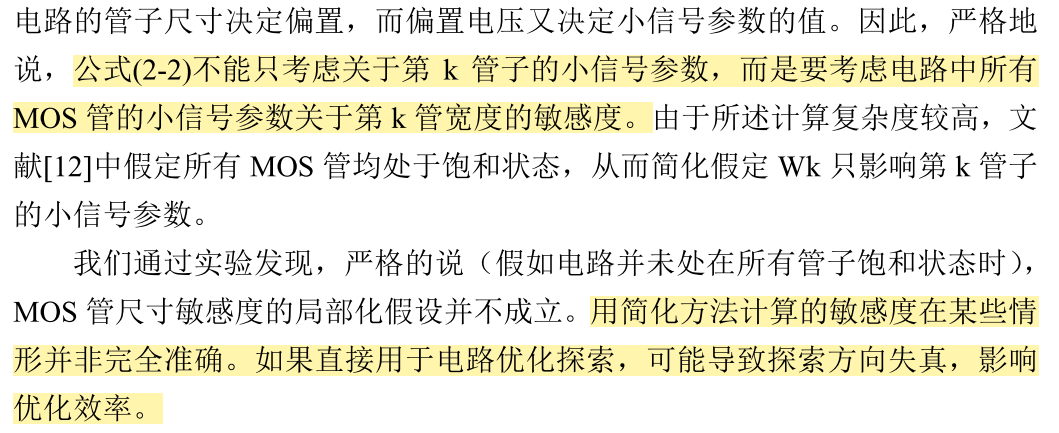 电路的管子尺寸决定偏置，而偏置电压又决定小信号参数的值。因此，严格地
说，公式(2-2)不能只考虑关于第 k 管子的小信号参数，而是要考虑电路中所有
MOS 管的小信号参数关于第 k 管宽度的敏感度。由于所述计算复杂度较高，文
献[12]中假定所有 MOS 管均处于饱和状态，从而简化假定 Wk 只影响第 k 管子
的小信号参数。
我们通过实验发现，严格的说（假如电路并未处在所有管子饱和状态时），
MOS 管尺寸敏感度的局部化假设并不成立。用简化方法计算的敏感度在某些情
形并非完全准确。如果直接用于电路优化探索，可能导致探索方向失真，影响
优化效率。